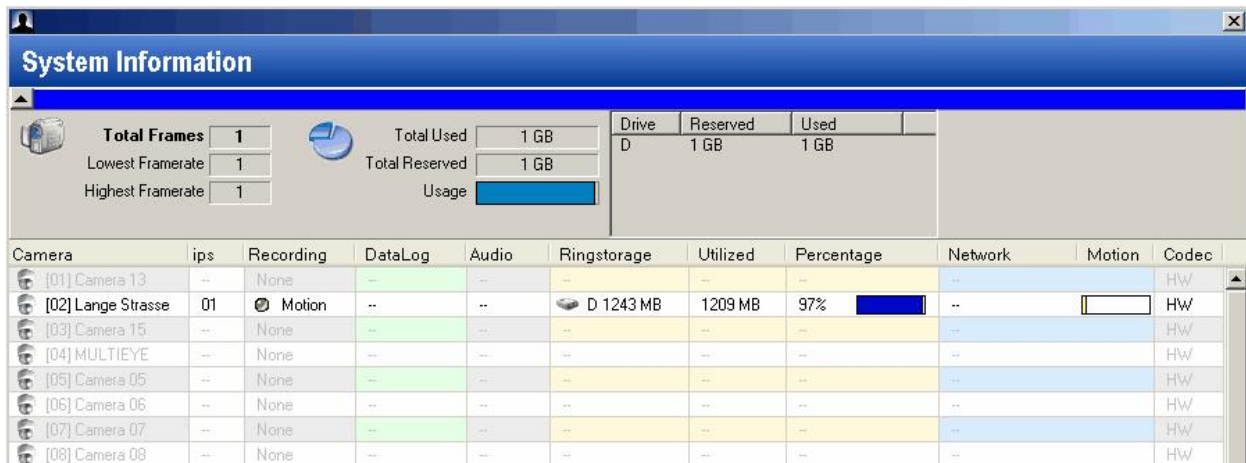 System Information
Total Frames 1 Total Used 1 GB Drive Reserved Used
Lowest Framerate 1 Total Reserved 1 GB D 1 GB 1 GB
Highest Framerate 1 Usage
Camera ips Recording DataLog Audio Ringstorage Utilized Percentage Network Motion Codec
[01] Camera 13 -- None -- -- -- -- -- -- HW
[02] Lange Strasse 01 Motion -- -- D 1243 MB 1209 MB 97% -- HW
[03] Camera 15 -- None -- -- -- -- -- -- HW
[04] MULTIEYE -- None -- -- -- -- -- -- HW
[05] Camera 05 -- None -- -- -- -- -- -- HW
[06] Camera 06 -- None -- -- -- -- -- -- HW
[07] Camera 07 -- None -- -- -- -- -- -- HW
[08] Camera 08 -- None -- -- -- -- -- -- HW